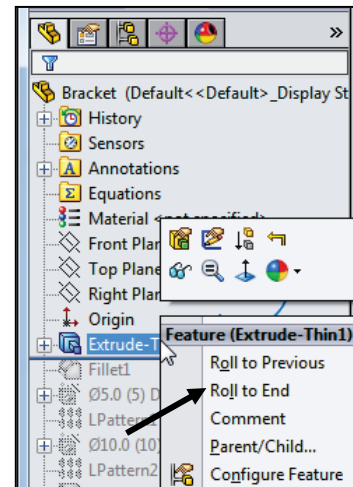 »
Bracket (Default<<Default>_Display St
History
Sensors
Annotations
Equations
Material <not specified>
Front Plan
Top Plane
Right Plan
Origin
Extrude-T
Feature (Extrude-Thin1)
Fillet1
Roll to Previous
Ø5.0 (5) D
Roll to End
LPattern1
Comment
Ø10.0 (10)
Parent/Child...
LPattern2
Configure Feature